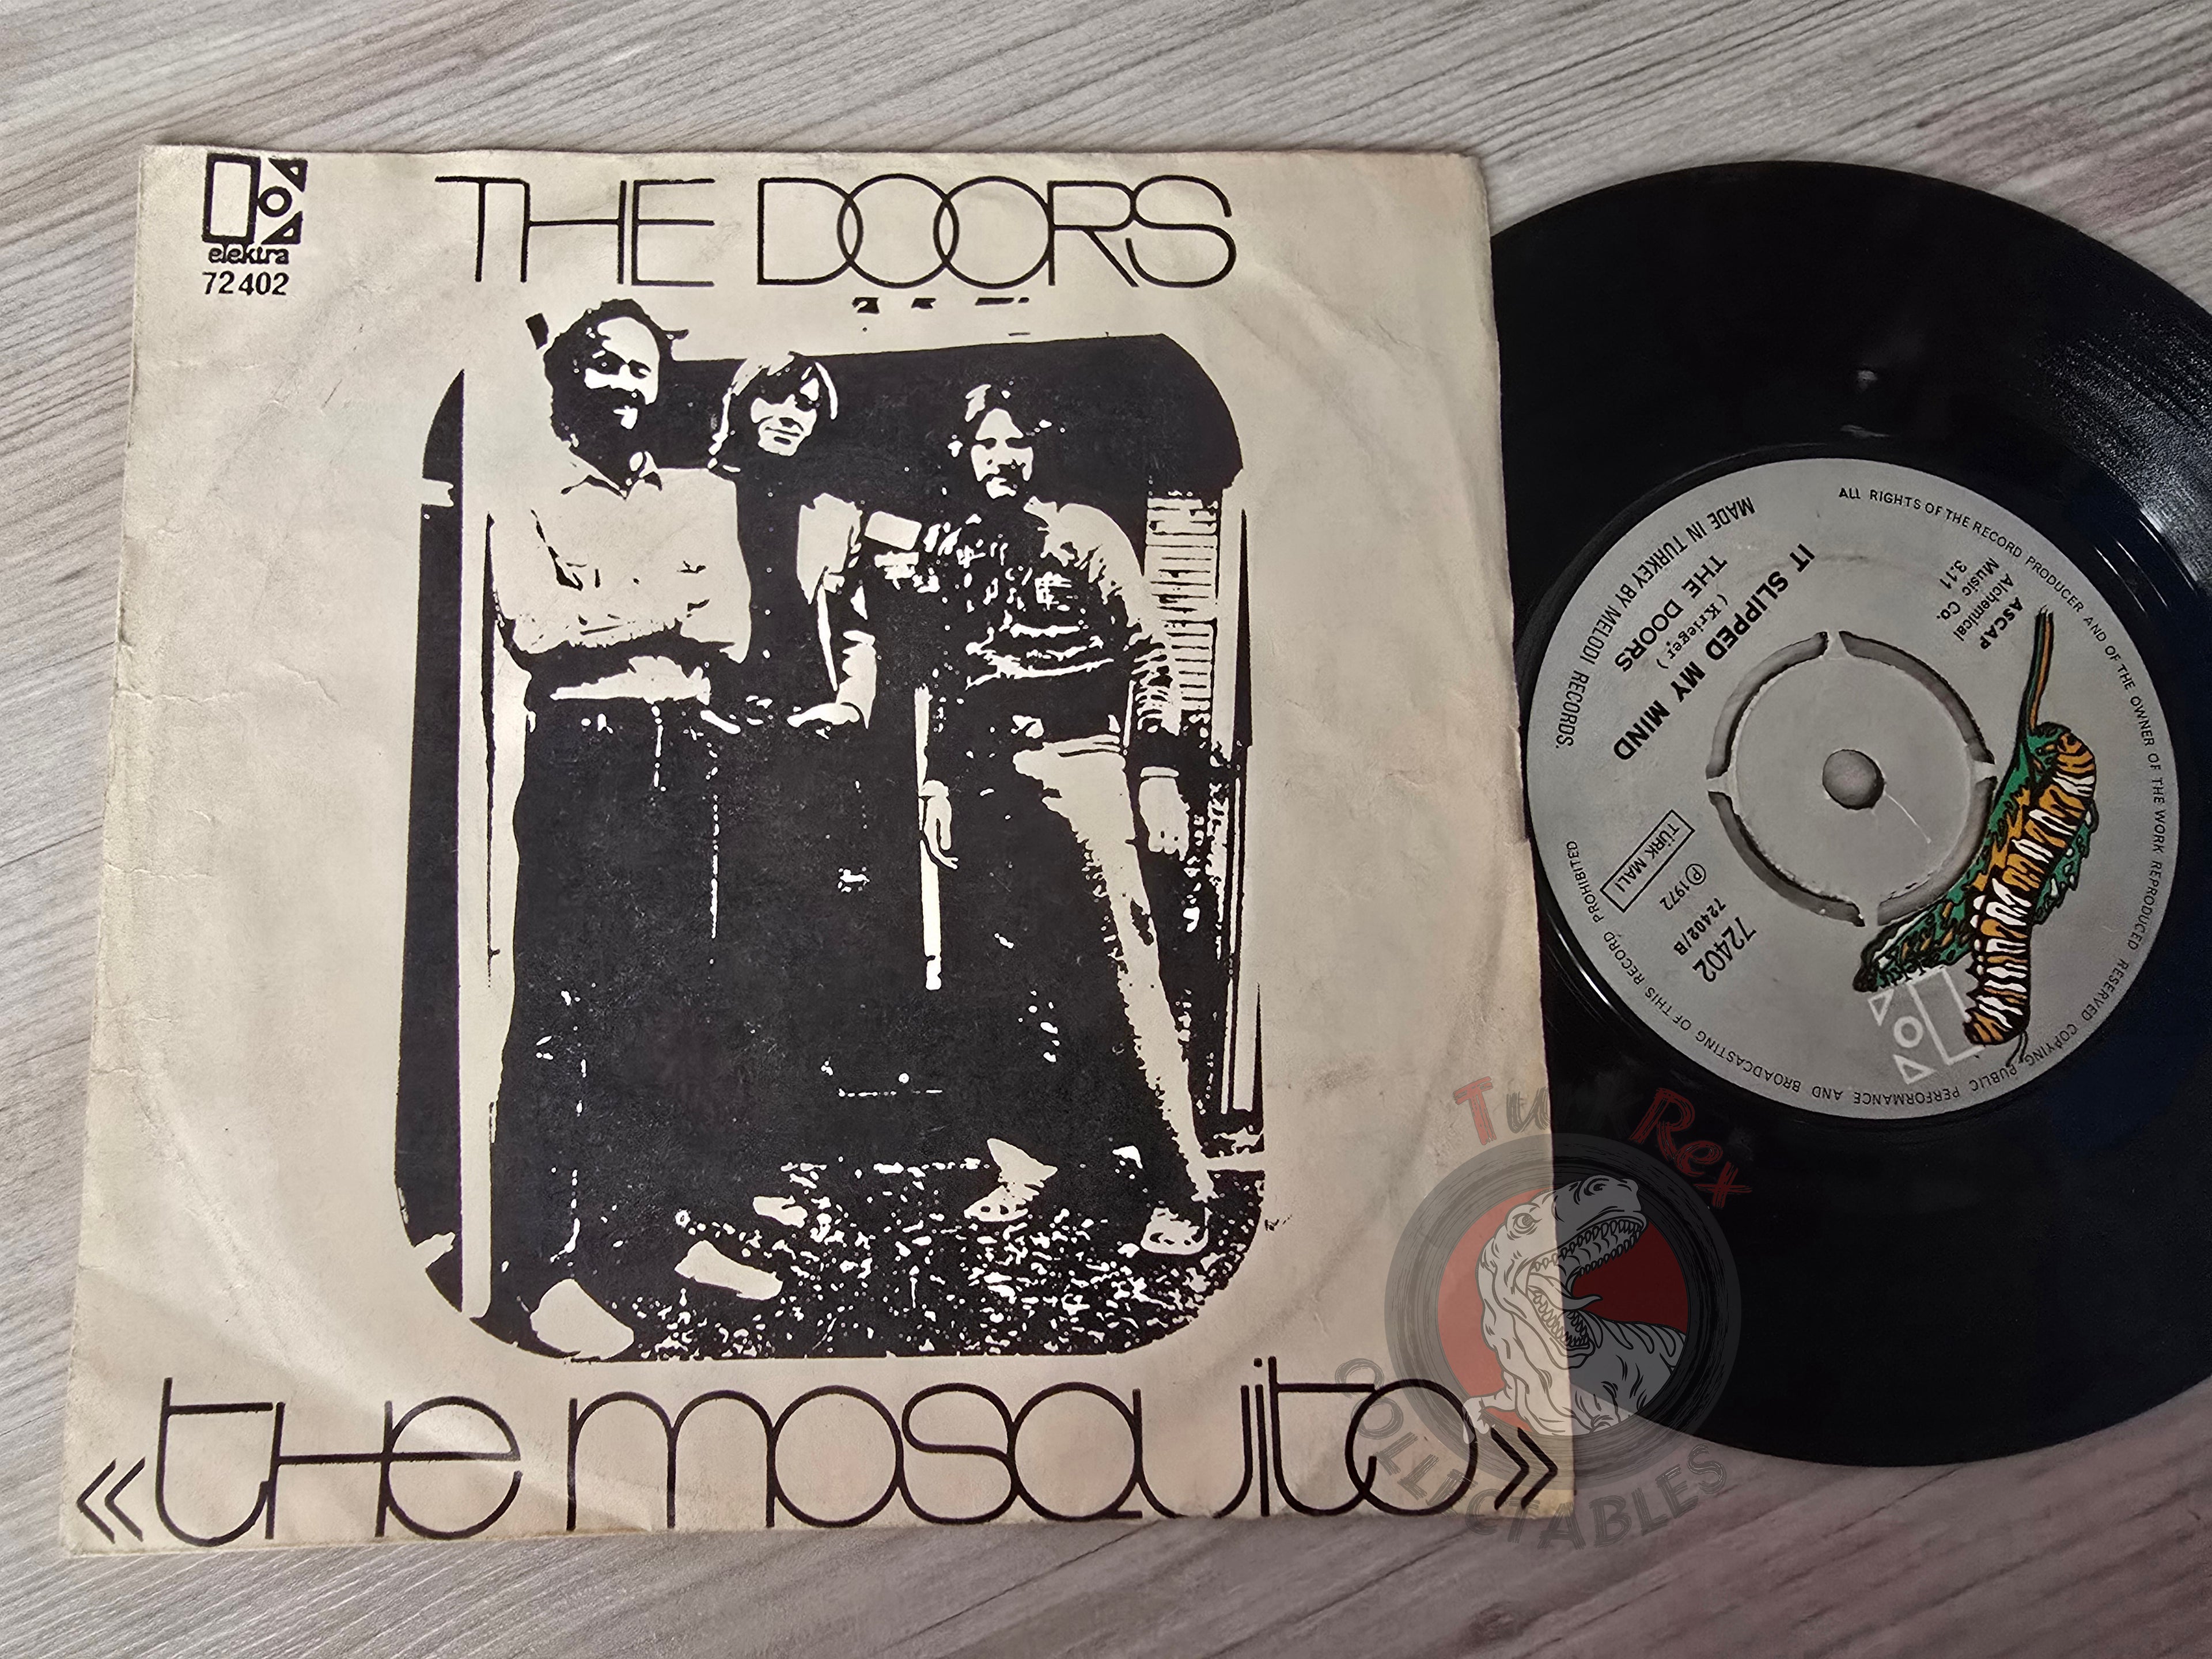 elektra
72402
THE DOORS
«the mosquito»
ALL RIGHTS OF THE RECORD PRODUCER AND OF THE OWNER OF THE WORK REPRODUCED RESERVED COPYING PUBLIC PERFORMANCE AND BROADCASTING OF THIS RECORD PROHIBITED
MADE IN TURKEY BY MELODI RECORDS.
ASCAP
Alchemical
Music Co.
3.11
IT SLIPPED MY MIND
(Krieger)
THE DOORS
TÜRK MALI
℗1972
72402/B
72402
elektra
Turk Rex
COLLECTABLES